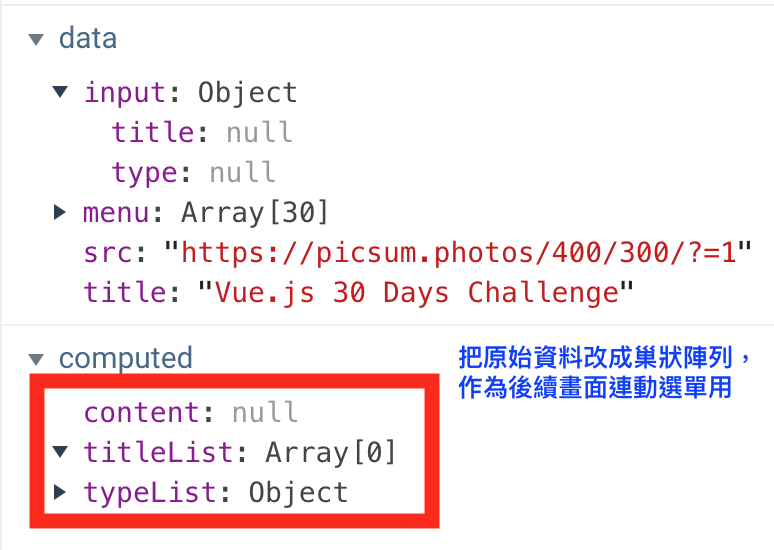 data
input: Object
title: null
type: null
menu: Array[30]
src: "https://picsum.photos/400/300/?=1"
title: "Vue.js 30 Days Challenge"
computed
把原始資料改成巢狀陣列，
作為後續畫面連動選單用
content: null
titleList: Array[0]
typeList: Object